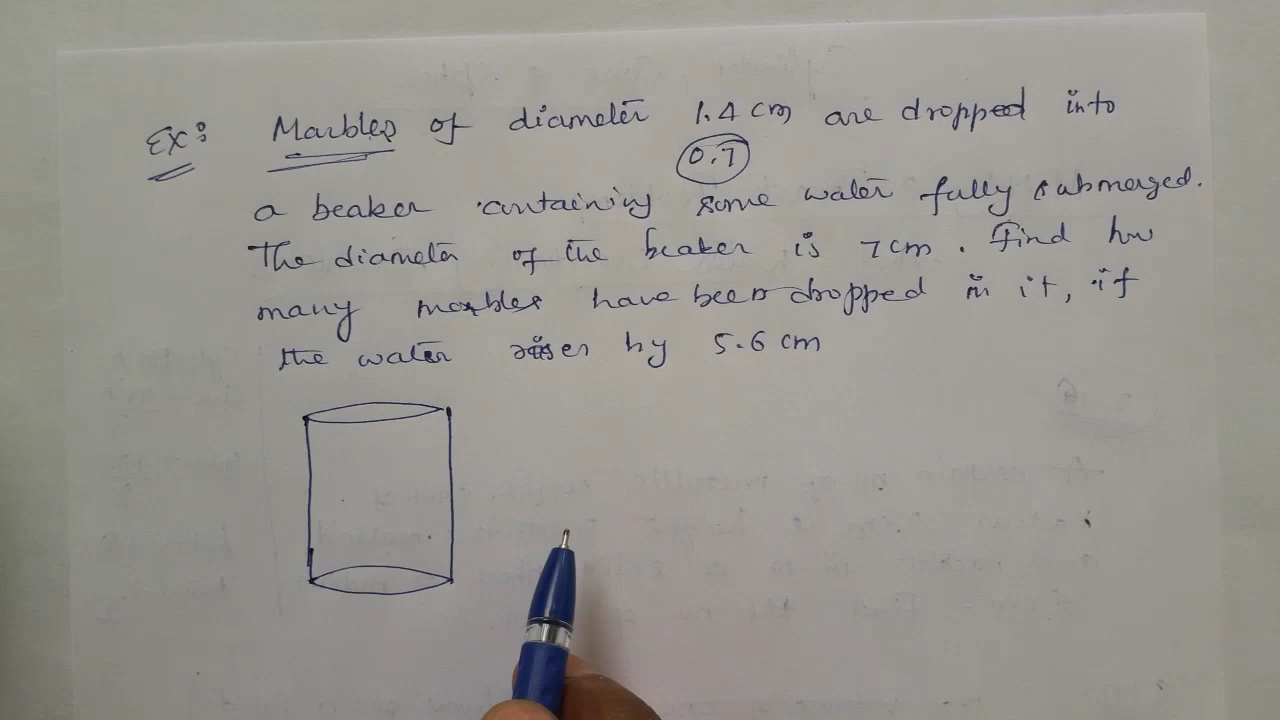 Ex: Marbles of diameter 1.4 cm are dropped into
0.7
a beaker containing some water fully submerged.
The diameter of the beaker is 7cm. Find how
many marbles have been dropped in it, if
the water rises by 5.6 cm